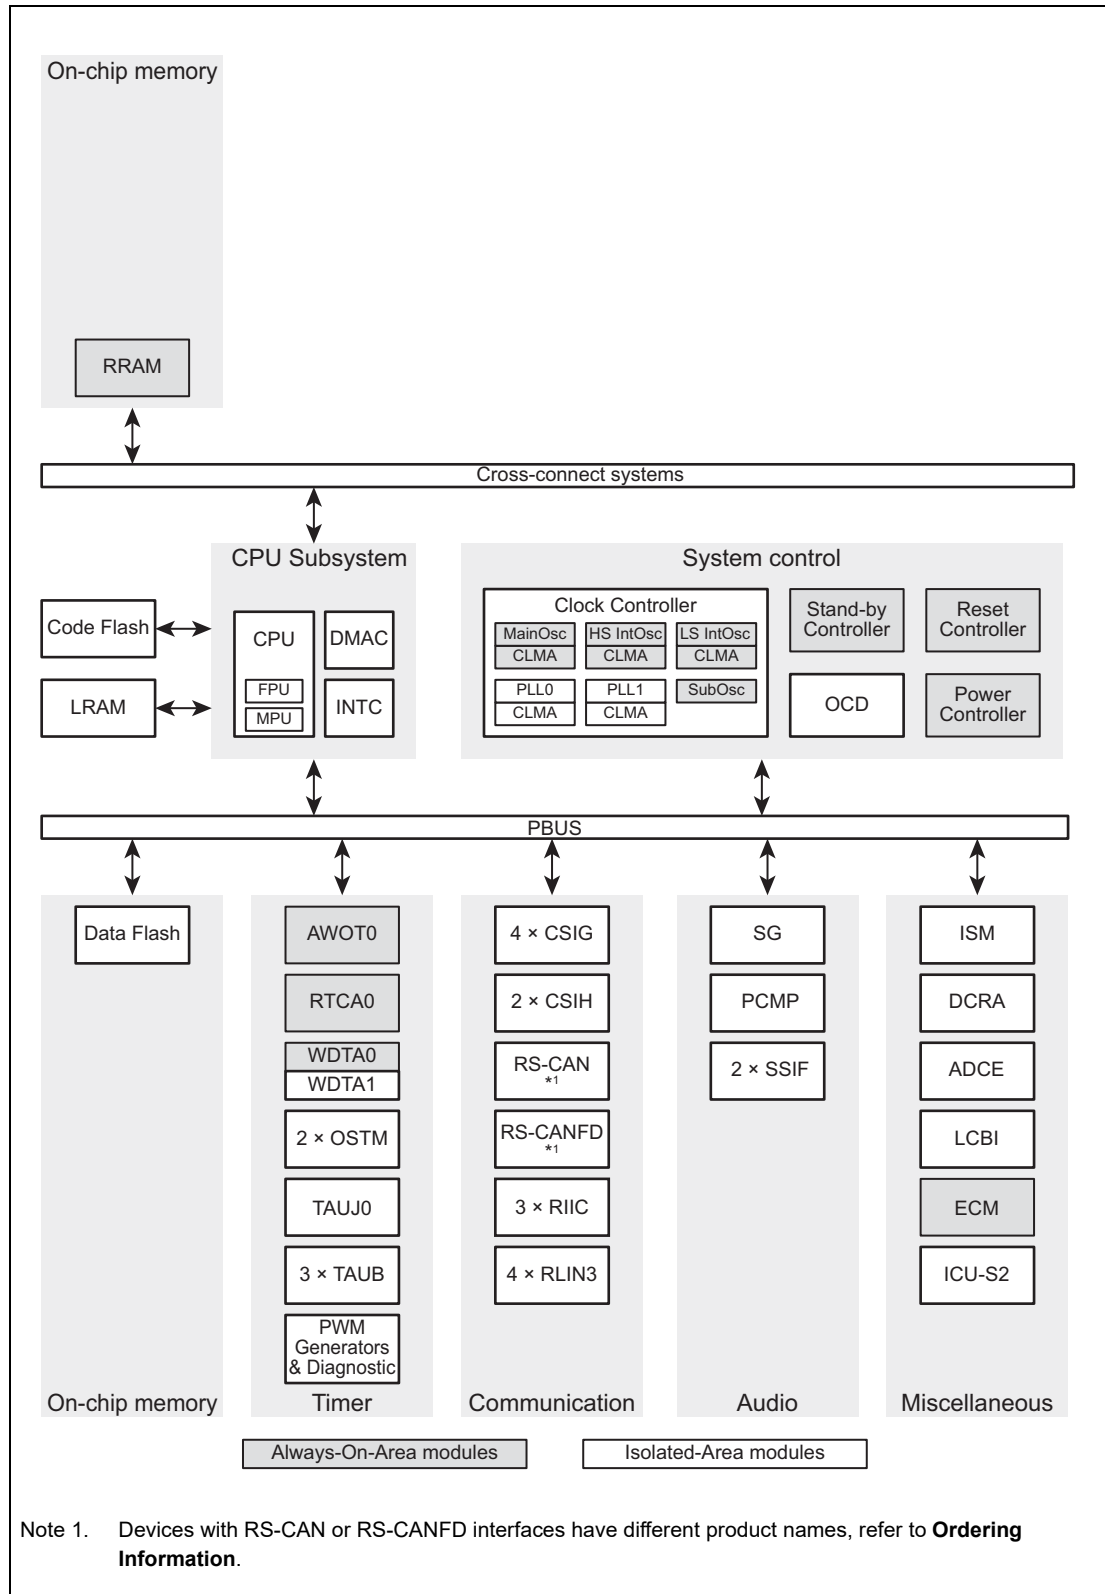 On-chip memory
RRAM
Cross-connect systems
CPU Subsystem
System control
Code Flash
LRAM
CPU
FPU
MPU
DMAC
INTC
Clock Controller
MainOsc
CLMA
HS IntOsc
CLMA
LS IntOsc
CLMA
PLL0
CLMA
PLL1
CLMA
SubOsc
Stand-by
Controller
Reset
Controller
OCD
Power
Controller
PBUS
Data Flash
On-chip memory
AWOT0
RTCA0
WDTA0
WDTA1
2 × OSTM
TAUJ0
3 × TAUB
PWM
Generators
& Diagnostic
Timer
4 × CSIG
2 × CSIH
RS-CAN
*1
RS-CANFD
*1
3 × RIIC
4 × RLIN3
Communication
SG
PCMP
2 × SSIF
Audio
ISM
DCRA
ADCE
LCBI
ECM
ICU-S2
Miscellaneous
Always-On-Area modules
Isolated-Area modules
Note 1. Devices with RS-CAN or RS-CANFD interfaces have different product names, refer to Ordering
Information.